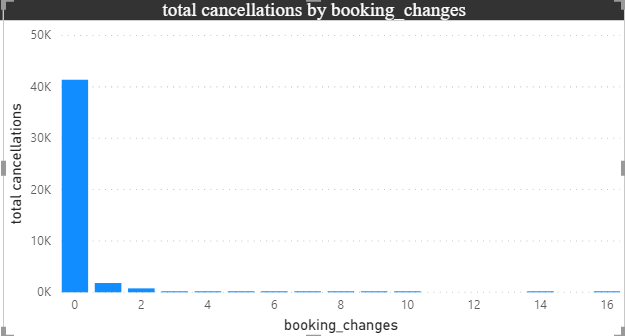 total cancellations by booking_changes
50K
40K
30K
20K
10K
0K
total cancellations
0 2 4 6 8 10 12 14 16
booking_changes